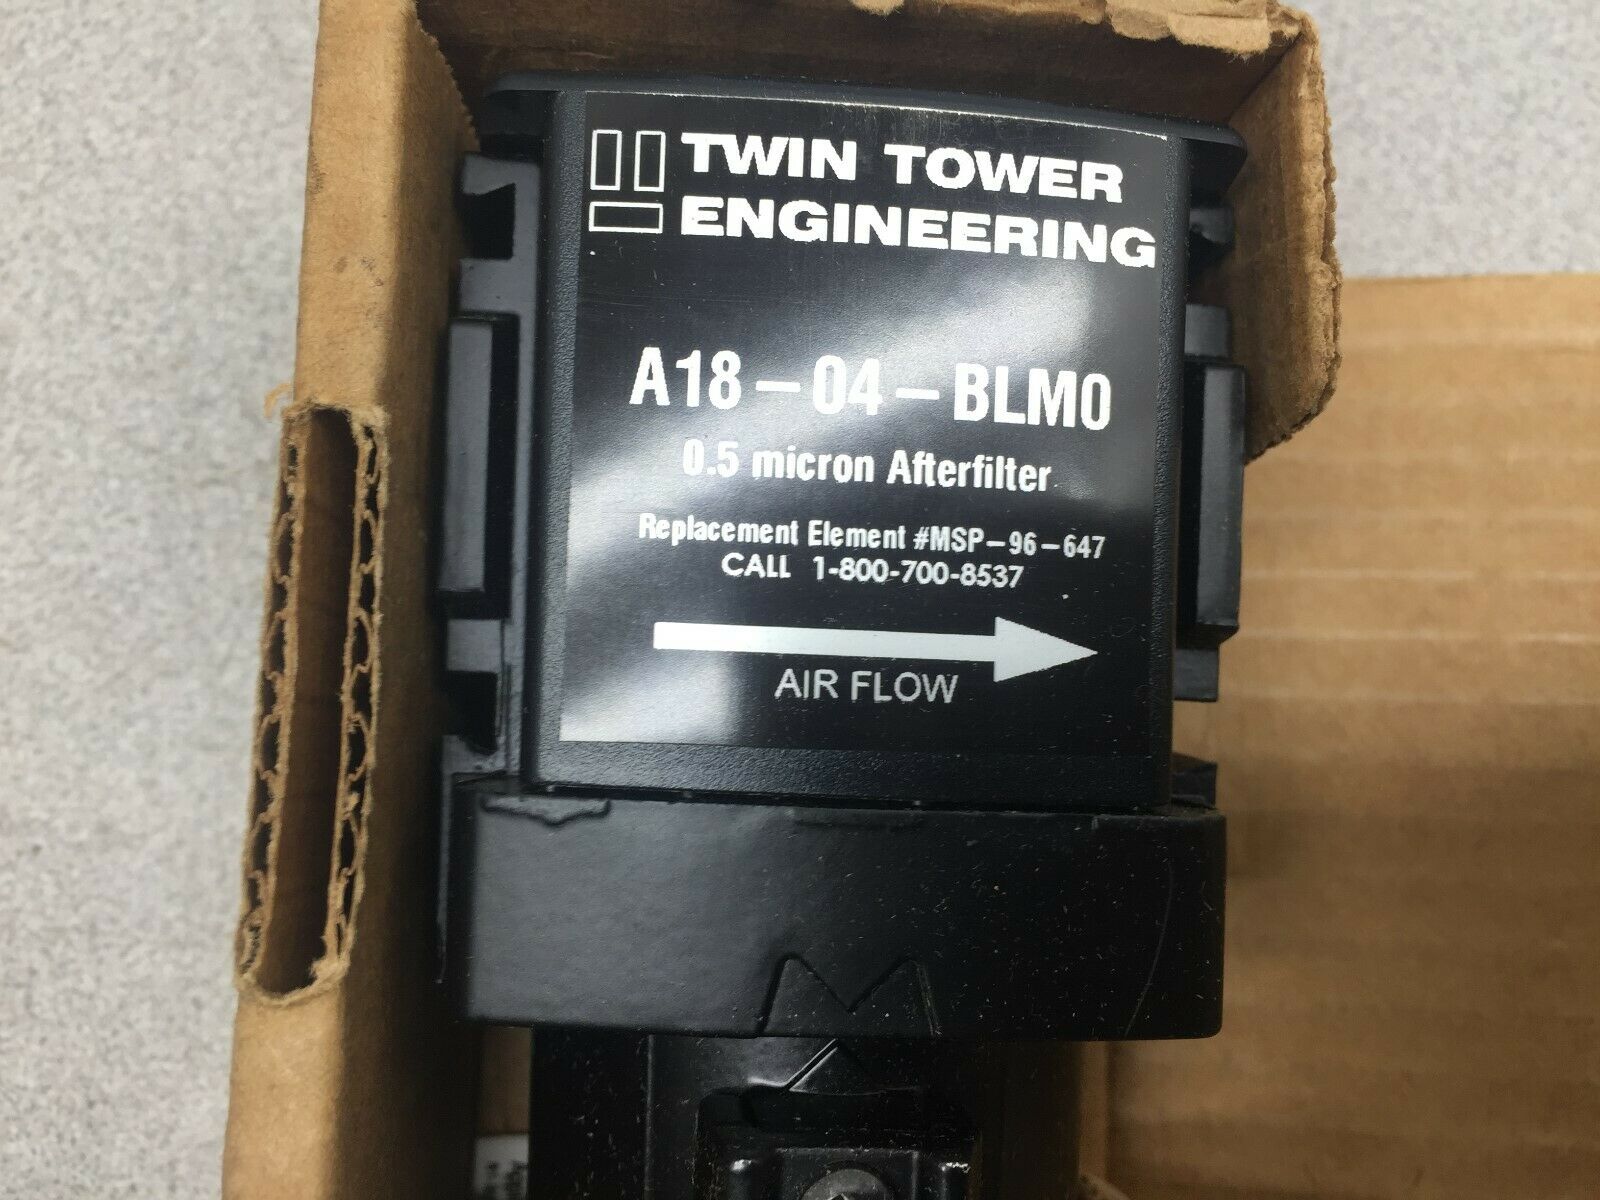 TWIN TOWER
ENGINEERING
A18-04-BLM0
0.5 micron Afterfilter
Replacement Element #MSP-96-647
CALL 1-800-700-8537
AIR FLOW